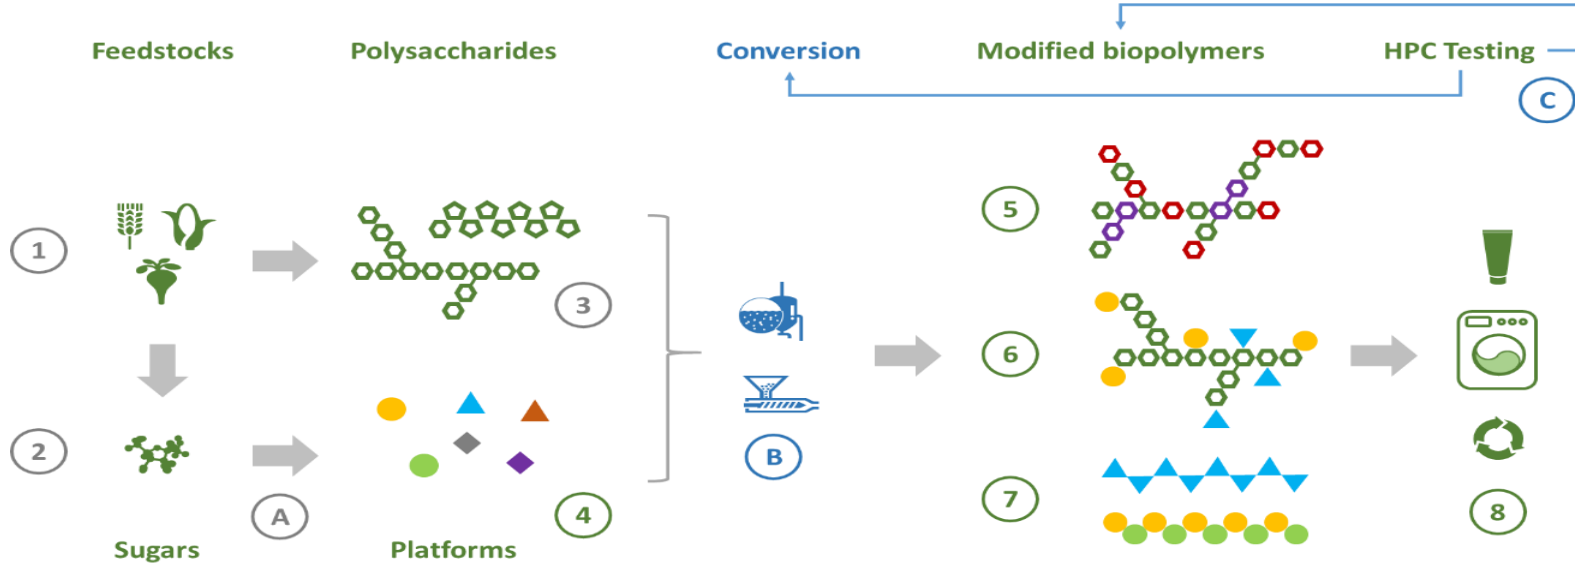 Feedstocks
Polysaccharides
Conversion
Modified biopolymers
HPC Testing
C
5
1
3
6
2
B
7
A
4
8
Sugars
Platforms